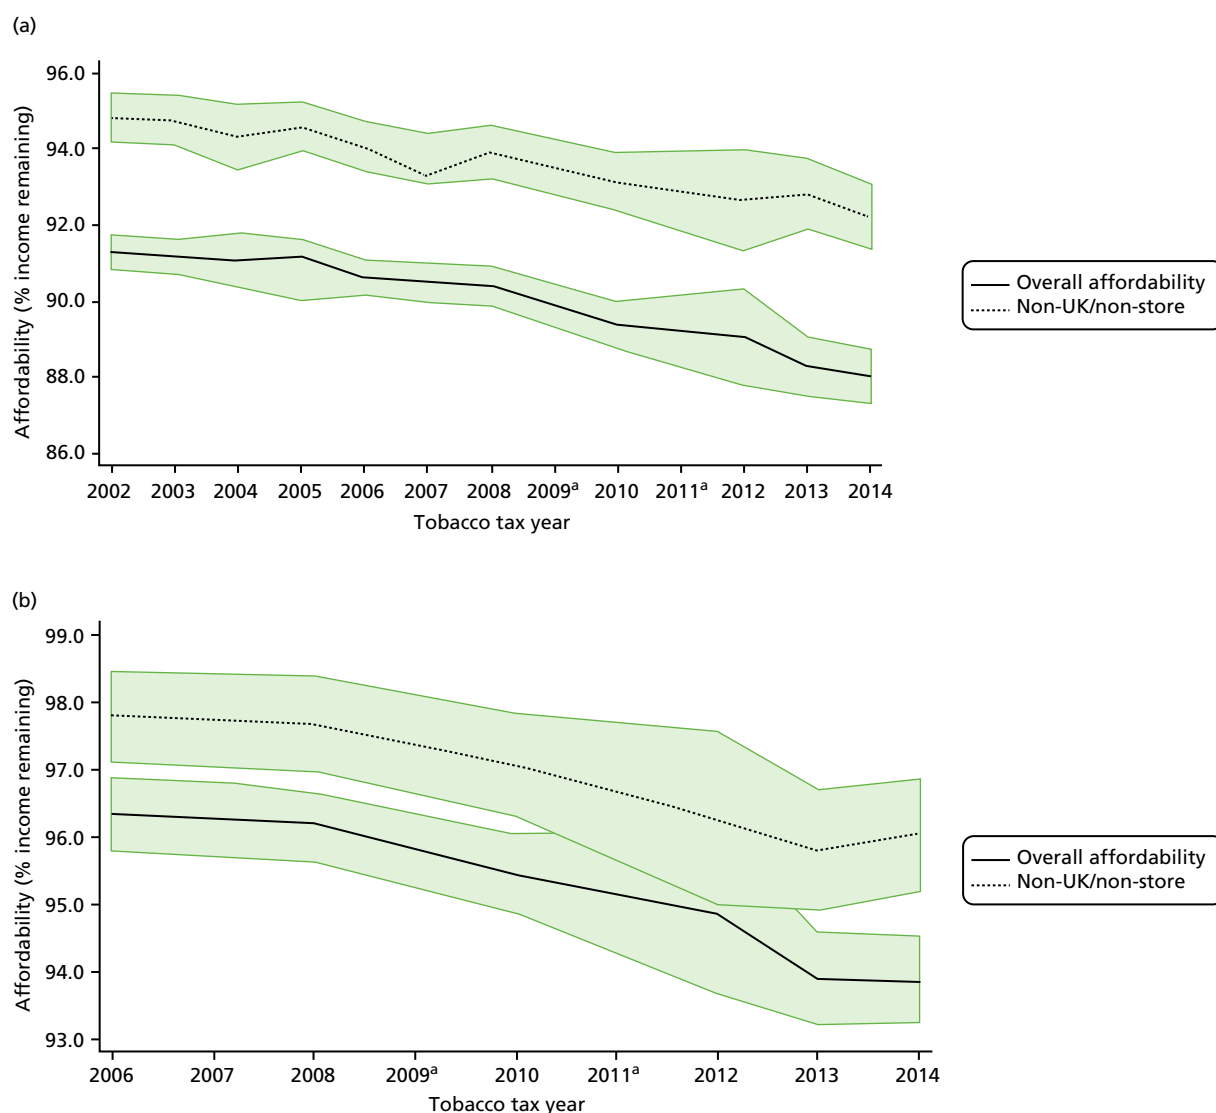 (a)
96.0
94.0
92.0
90.0
88.0
86.0
Affordability (% income remaining)
2002 2003 2004 2005 2006 2007 2008 2009ᵃ 2010 2011ᵃ 2012 2013 2014
Tobacco tax year
Overall affordability
Non-UK/non-store
(b)
99.0
98.0
97.0
96.0
95.0
94.0
93.0
Affordability (% income remaining)
2006 2007 2008 2009ᵃ 2010 2011ᵃ 2012 2013 2014
Tobacco tax year
Overall affordability
Non-UK/non-store